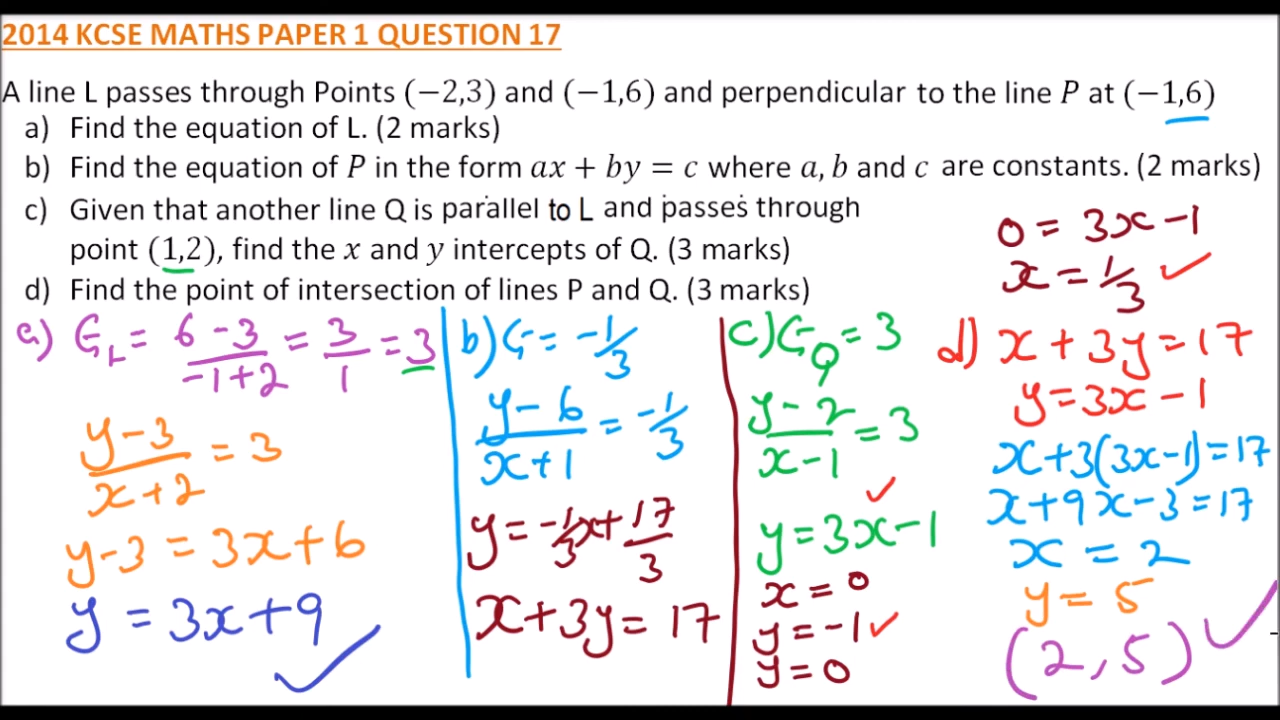 2014 KCSE MATHS PAPER 1 QUESTION 17
A line L passes through Points (−2,3) and (−1,6) and perpendicular to the line P at (−1,6)
a) Find the equation of L. (2 marks)
b) Find the equation of P in the form ax + by = c where a, b and c are constants. (2 marks)
c) Given that another line Q is parallel to L and passes through
point (1,2), find the x and y intercepts of Q. (3 marks)
d) Find the point of intersection of lines P and Q. (3 marks)
a) G_L = (6-3)/(-1+2) = 3/1 = 3
(y-3)/(x+2) = 3
y-3 = 3x+6
y = 3x+9 ✓
b) G = -1/3
(y-6)/(x+1) = -1/3
y = -1/3x + 17/3
x+3y = 17
c) G_Q = 3
(y-2)/(x-1) = 3
✓
y = 3x-1
x = 0
y = -1 ✓
y = 0
0 = 3x-1
x = 1/3 ✓
d) x + 3y = 17
y = 3x - 1
x+3(3x-1) = 17
x+9x-3 = 17
x = 2
y = 5
(2,5) ✓